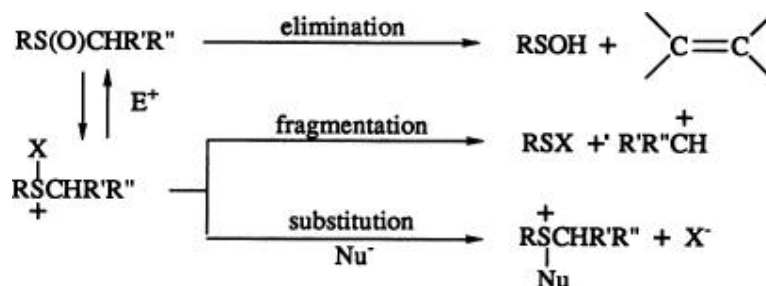 RS(O)CHR'R" elimination RSOH + C=C
E+
X fragmentation RSX + R'R"CH+
RSCHR'R"
+
substitution + RSCHR'R" + X-
Nu- Nu